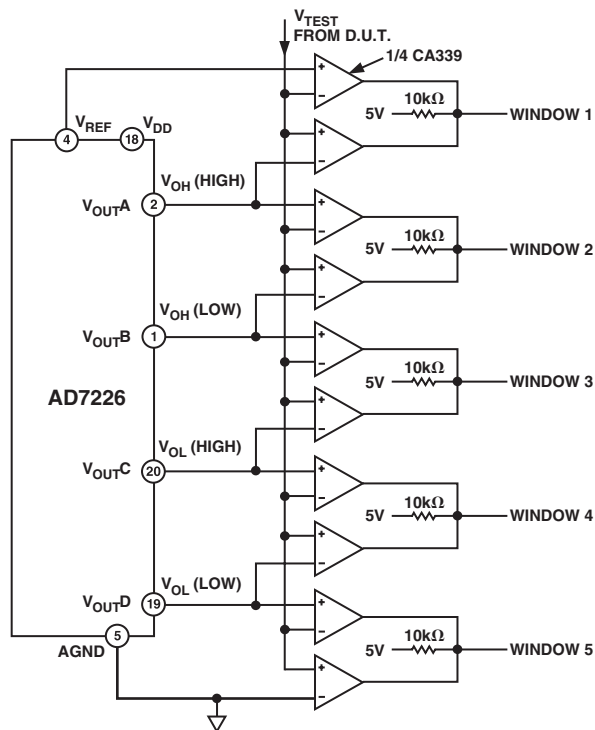 V_TEST
FROM D.U.T.
1/4 CA339
+
–
10kΩ
5V
WINDOW 1
+
–
V_REF
V_DD
4
18
V_OH (HIGH)
V_OUTA
2
+
–
10kΩ
5V
WINDOW 2
+
–
V_OH (LOW)
V_OUTB
1
+
–
10kΩ
5V
WINDOW 3
+
–
AD7226
V_OL (HIGH)
V_OUTC
20
+
–
10kΩ
5V
WINDOW 4
+
–
V_OL (LOW)
V_OUTD
19
+
–
10kΩ
5V
WINDOW 5
+
–
5
AGND